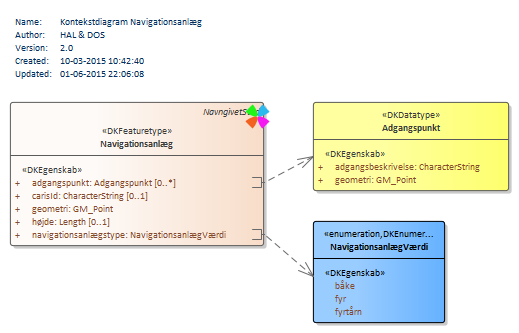 Name: Kontekstdiagram Navigationsanlæg
Author: HAL & DOS
Version: 2.0
Created: 10-03-2015 10:42:40
Updated: 01-06-2015 22:06:08
«DKFeaturetype»
Navigationsanlæg
«DKEgenskab»
+ adgangspunkt: Adgangspunkt [0..*]
+ carisId: CharacterString [0..1]
+ geometri: GM_Point
+ højde: Length [0..1]
+ navigationsanlægstype: NavigationsanlægVærdi
«DKDatatype»
Adgangspunkt
«DKEgenskab»
+ adgangsbeskrivelse: CharacterString
+ geometri: GM_Point
«enumeration,DKEnumer...
NavigationsanlægVærdi
«DKEgenskab»
båke
fyr
fyrtårn